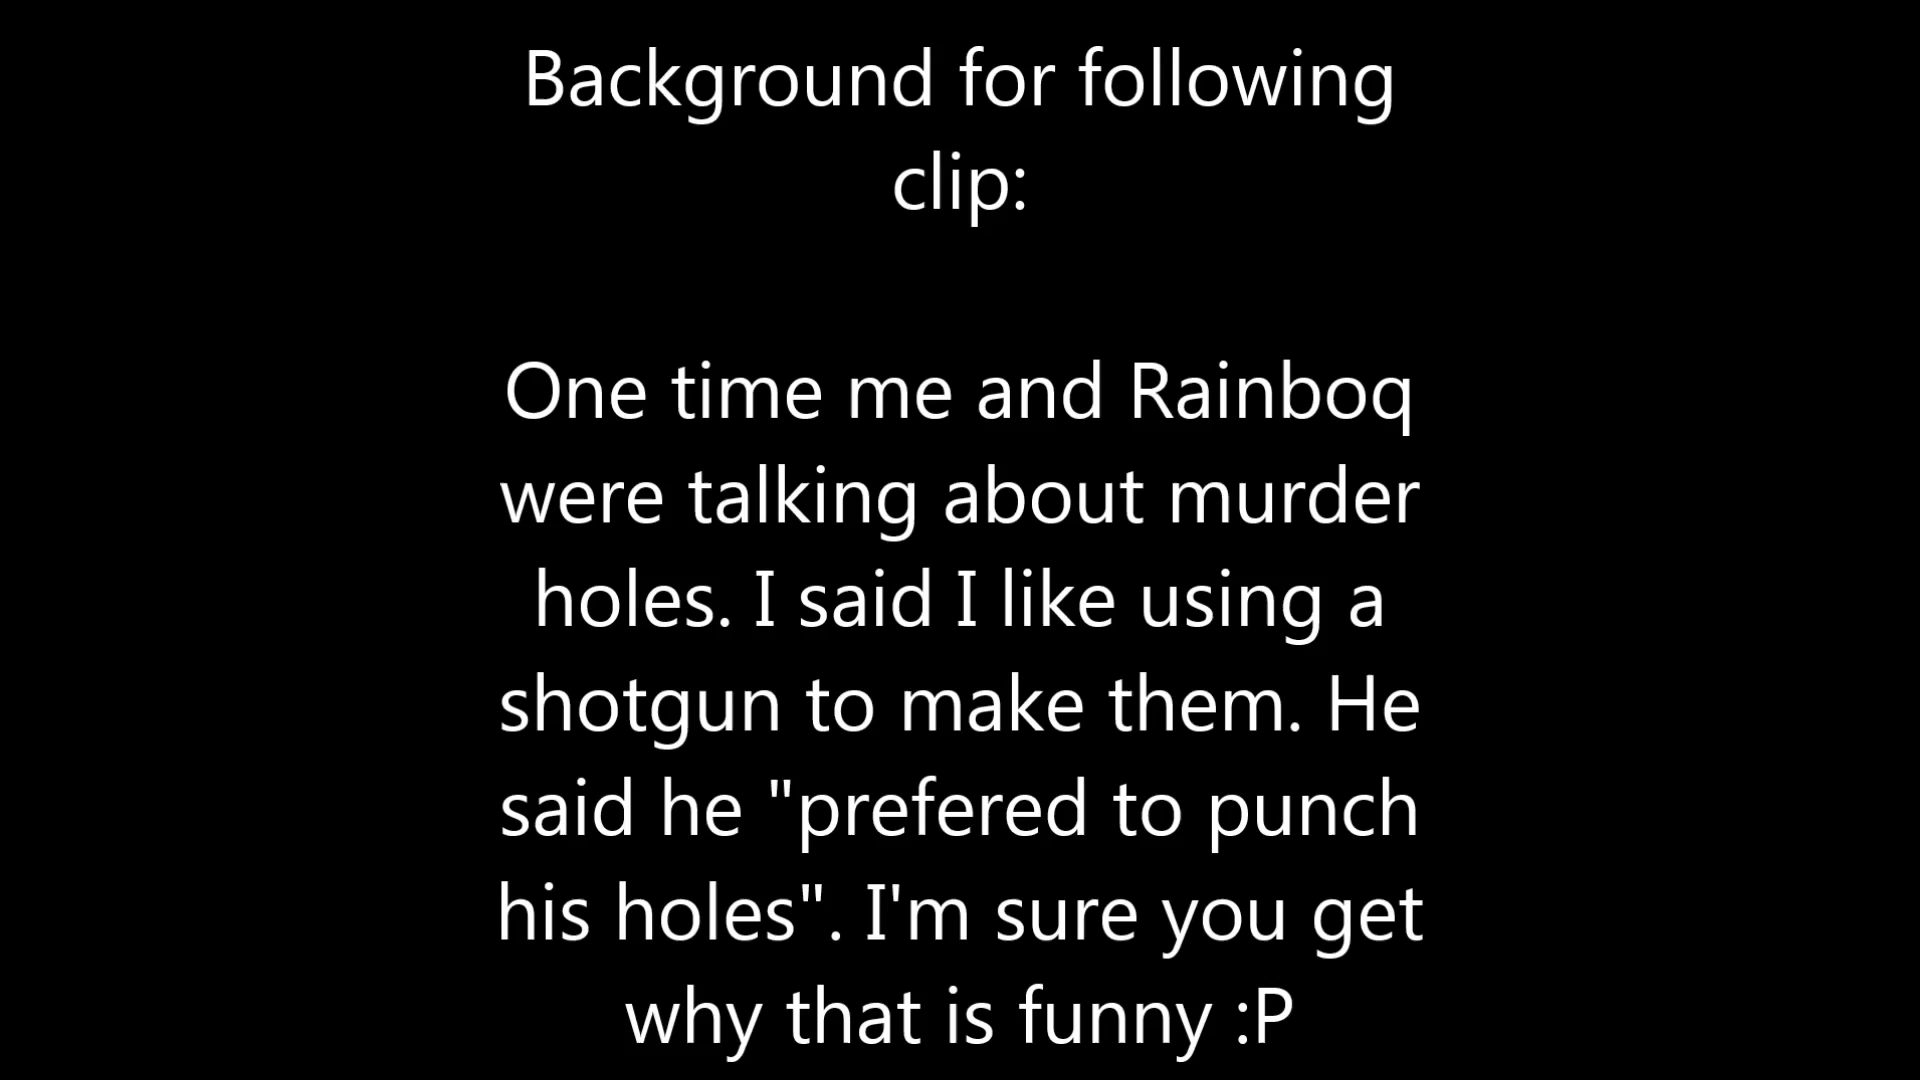 Background for following
clip:
One time me and Rainboq
were talking about murder
holes. I said I like using a
shotgun to make them. He
said he "prefered to punch
his holes". I'm sure you get
why that is funny :P